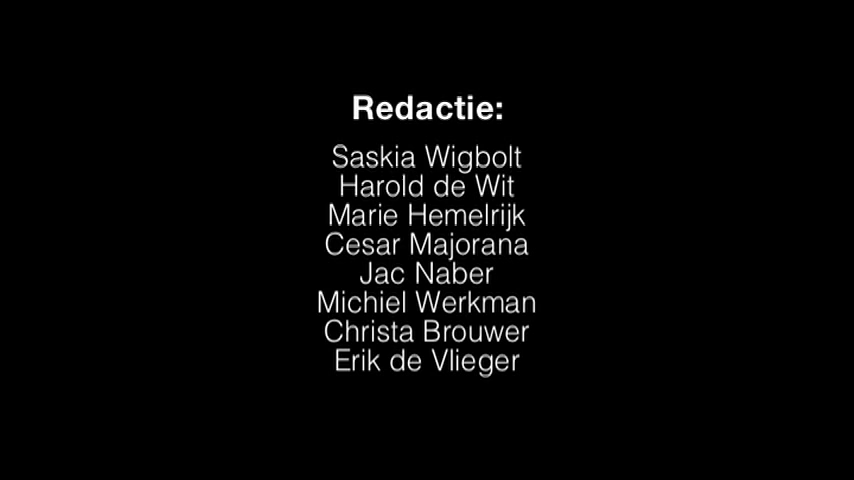 Redactie:
Saskia Wigbolt
Harold de Wit
Marie Hemelrijk
Cesar Majorana
Jac Naber
Michiel Werkman
Christa Brouwer
Erik de Vlieger